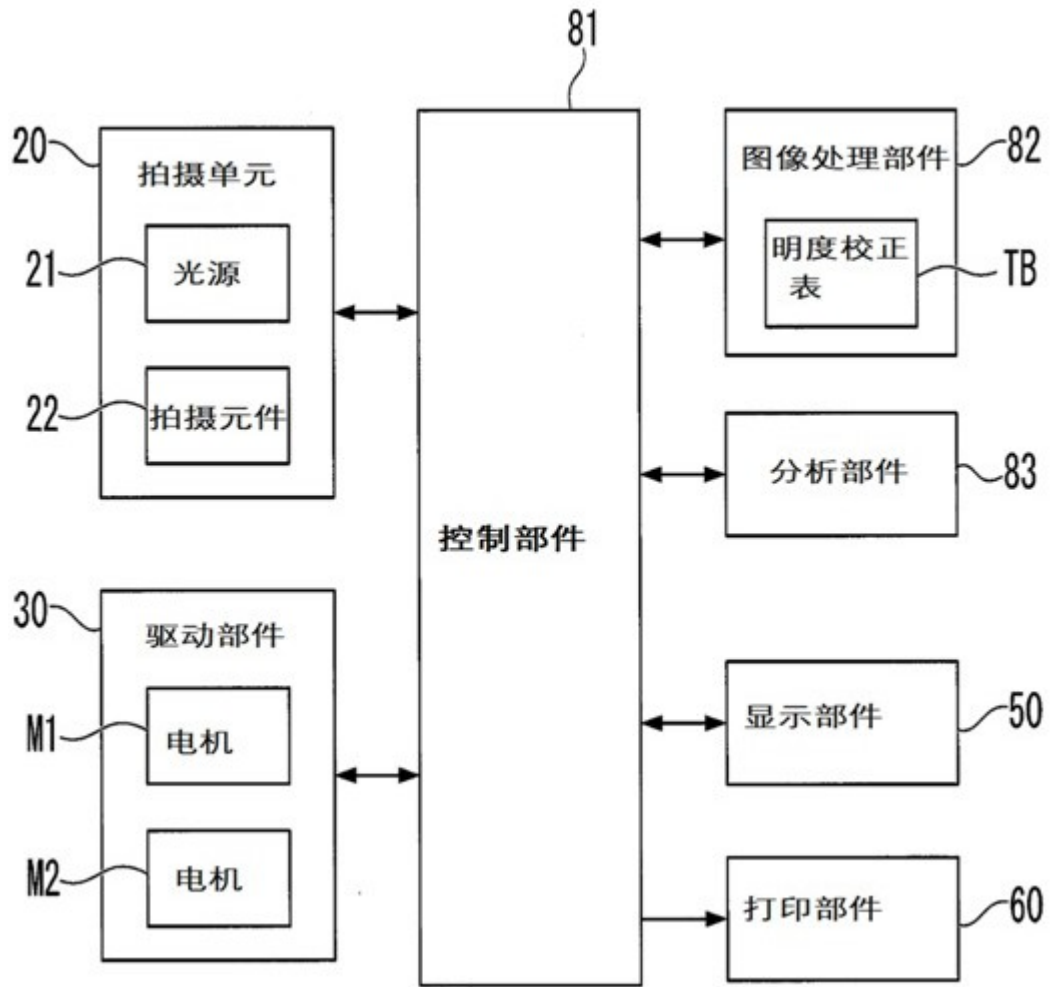 81
20
拍摄单元
21
光源
22
拍摄元件
30
驱动部件
M1
电机
M2
电机
控制部件
图像处理部件
82
明度校正
表
TB
分析部件
83
显示部件
50
打印部件
60